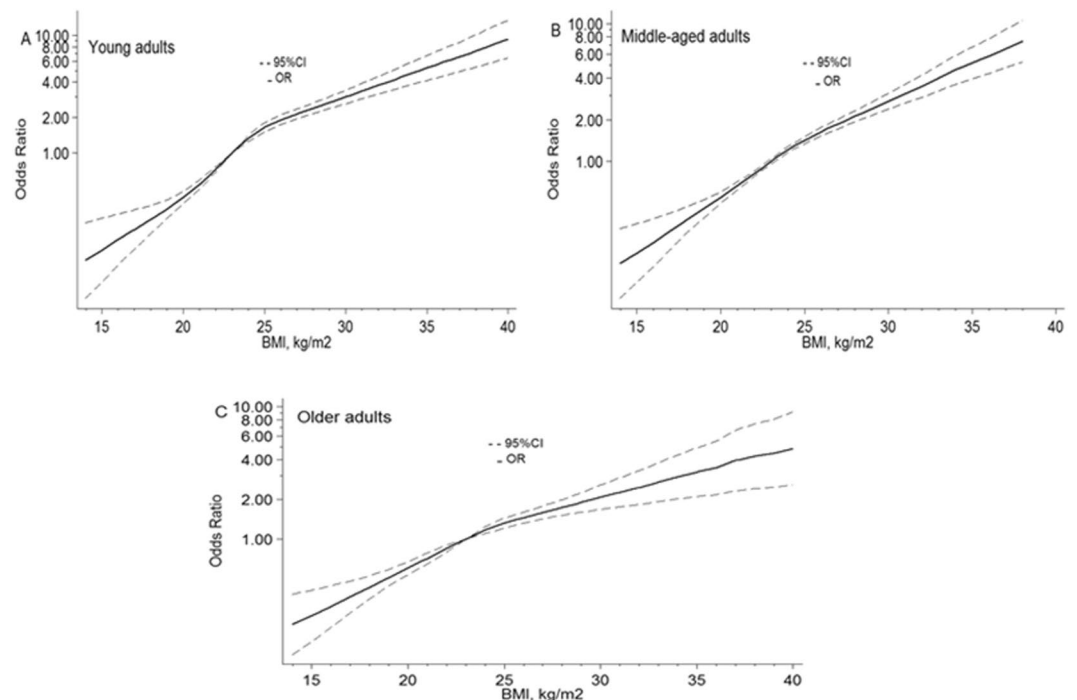 A
Young adults
10.00
8.00
6.00
4.00
2.00
1.00
Odds Ratio
-- 95%CI
- OR
15 20 25 30 35 40
BMI, kg/m2
B
Middle-aged adults
10.00
8.00
6.00
4.00
2.00
1.00
Odds Ratio
-- 95%CI
- OR
15 20 25 30 35 40
BMI, kg/m2
C
Older adults
10.00
8.00
6.00
4.00
2.00
1.00
Odds Ratio
-- 95%CI
- OR
15 20 25 30 35 40
BMI, kg/m2